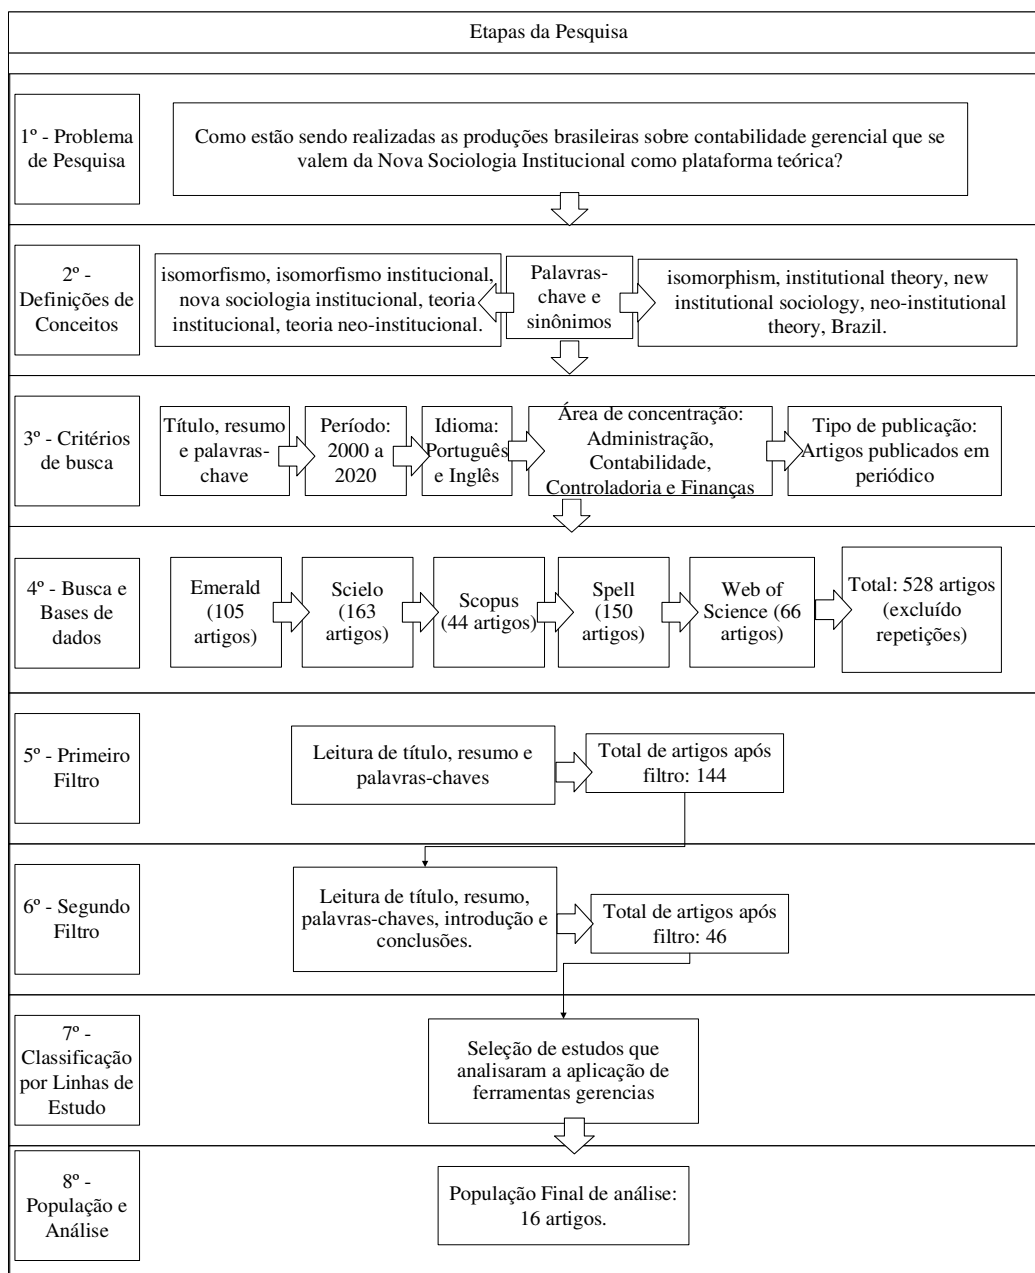 Etapas da Pesquisa
1º - Problema
de Pesquisa
Como estão sendo realizadas as produções brasileiras sobre contabilidade gerencial que se
valem da Nova Sociologia Institucional como plataforma teórica?
2º -
Definições de
Conceitos
isomorfismo, isomorfismo institucional,
nova sociologia institucional, teoria
institucional, teoria neo-institucional.
Palavras-
chave e
sinônimos
isomorphism, institutional theory, new
institutional sociology, neo-institutional
theory, Brazil.
3º - Critérios
de busca
Título, resumo
e palavras-
chave
Período:
2000 a
2020
Idioma:
Português
e Inglês
Área de concentração:
Administração,
Contabilidade,
Controladoria e Finanças
Tipo de publicação:
Artigos publicados em
periódico
4º - Busca e
Bases de
dados
Emerald
(105
artigos)
Scielo
(163
artigos)
Scopus
(44 artigos)
Spell
(150
artigos)
Web of
Science (66
artigos)
Total: 528 artigos
(excluído
repetições)
5º - Primeiro
Filtro
Leitura de título, resumo e
palavras-chaves
Total de artigos após
filtro: 144
6º - Segundo
Filtro
Leitura de título, resumo,
palavras-chaves, introdução e
conclusões.
Total de artigos após
filtro: 46
7º -
Classificação
por Linhas de
Estudo
Seleção de estudos que
analisaram a aplicação de
ferramentas gerencias
8º -
População e
Análise
População Final de análise:
16 artigos.